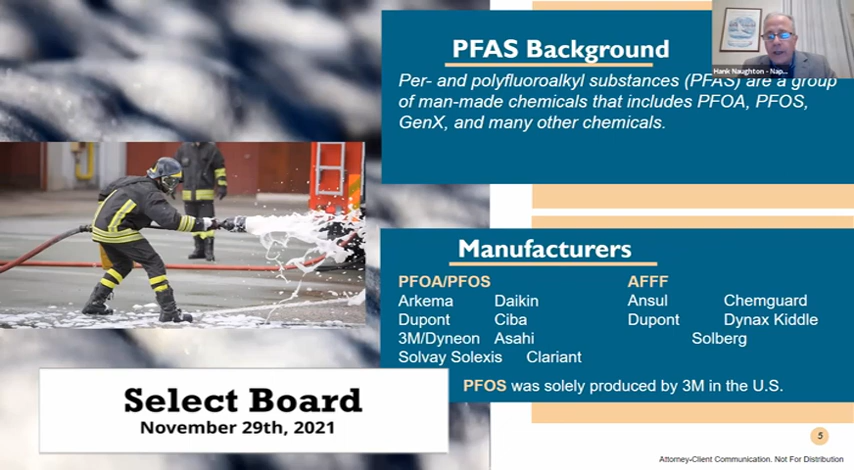 PFAS Background
Hank Naughton - Nap...
Per- and polyfluoroalkyl substances (PFAS) are a group
of man-made chemicals that includes PFOA, PFOS,
GenX, and many other chemicals.
Manufacturers
PFOA/PFOS AFFF
Arkema Daikin Ansul Chemguard
Dupont Ciba Dupont Dynax Kiddle
3M/Dyneon Asahi Solberg
Solvay Solexis Clariant
PFOS was solely produced by 3M in the U.S.
Select Board
November 29th, 2021
5
Attorney-Client Communication. Not For Distribution